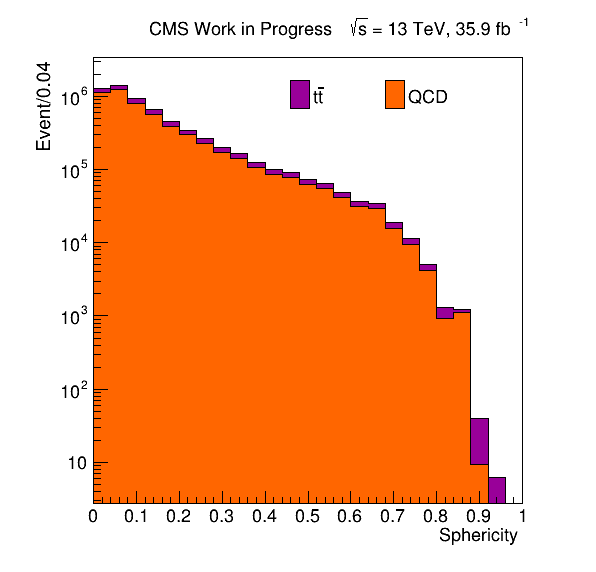 CMS Work in Progress √s = 13 TeV, 35.9 fb⁻¹
Event/0.04
tt̄ QCD
10⁶
10⁵
10⁴
10³
10²
10
0 0.1 0.2 0.3 0.4 0.5 0.6 0.7 0.8 0.9 1
Sphericity